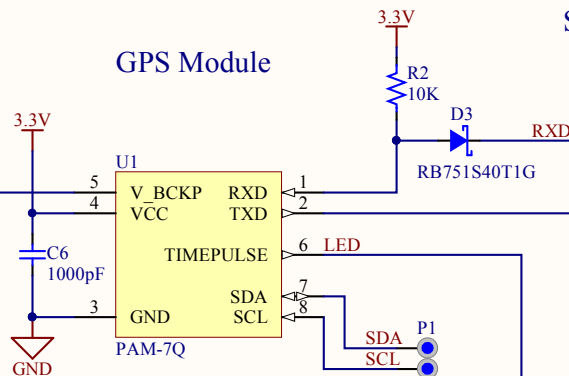 S
3.3V
GPS Module
R2
10K
D3
3.3V
RXD
U1
RB751S40T1G
5 V_BCKP RXD 1
4 VCC TXD 2
TIMEPULSE 6 LED
C6
1000pF
SDA 7
3 GND SCL 8
P1
SDA
SCL
PAM-7Q
GND